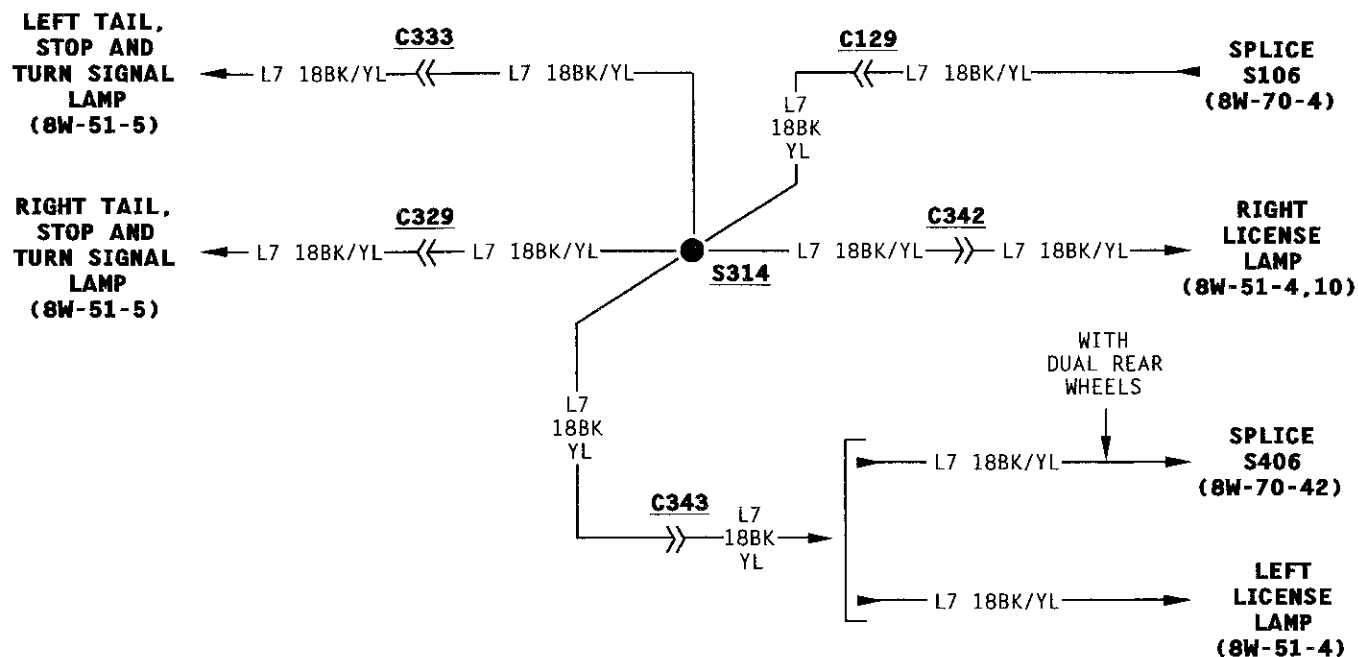 LEFT TAIL,
STOP AND
TURN SIGNAL
LAMP
(8W-51-5)
L7 18BK/YL
C333
L7 18BK/YL
C129
L7 18BK/YL
SPLICE
S106
(8W-70-4)
L7
18BK
YL
RIGHT TAIL,
STOP AND
TURN SIGNAL
LAMP
(8W-51-5)
L7 18BK/YL
C329
L7 18BK/YL
S314
L7 18BK/YL
C342
L7 18BK/YL
RIGHT
LICENSE
LAMP
(8W-51-4,10)
L7
18BK
YL
C343
L7
18BK
YL
WITH
DUAL REAR
WHEELS
L7 18BK/YL
SPLICE
S406
(8W-70-42)
L7 18BK/YL
LEFT
LICENSE
LAMP
(8W-51-4)